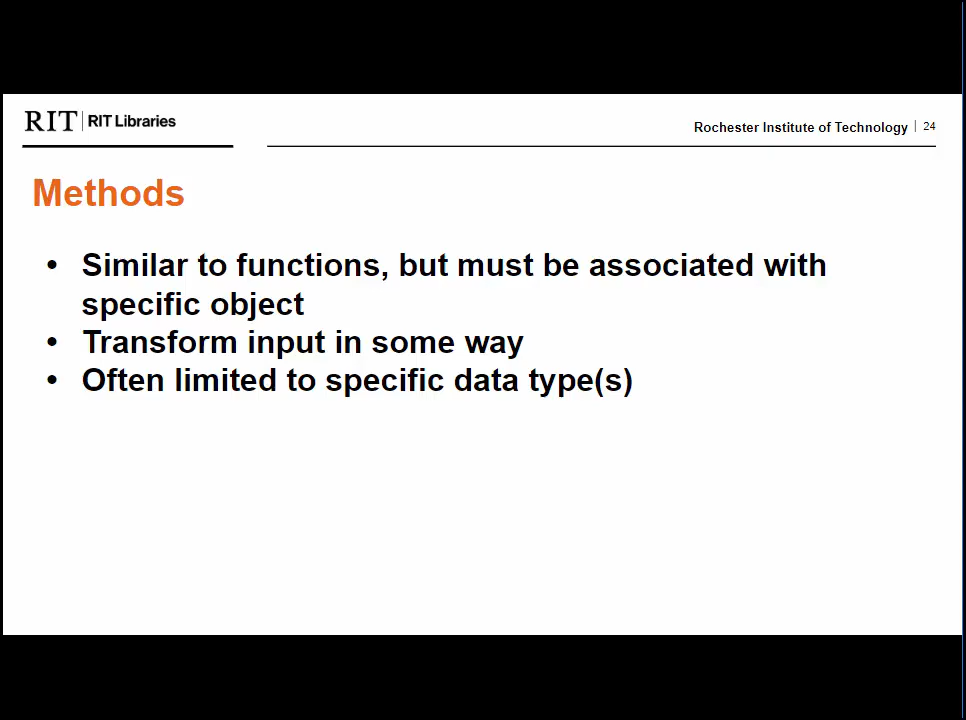 RIT | RIT Libraries
Rochester Institute of Technology | 24
Methods
• Similar to functions, but must be associated with
specific object
• Transform input in some way
• Often limited to specific data type(s)